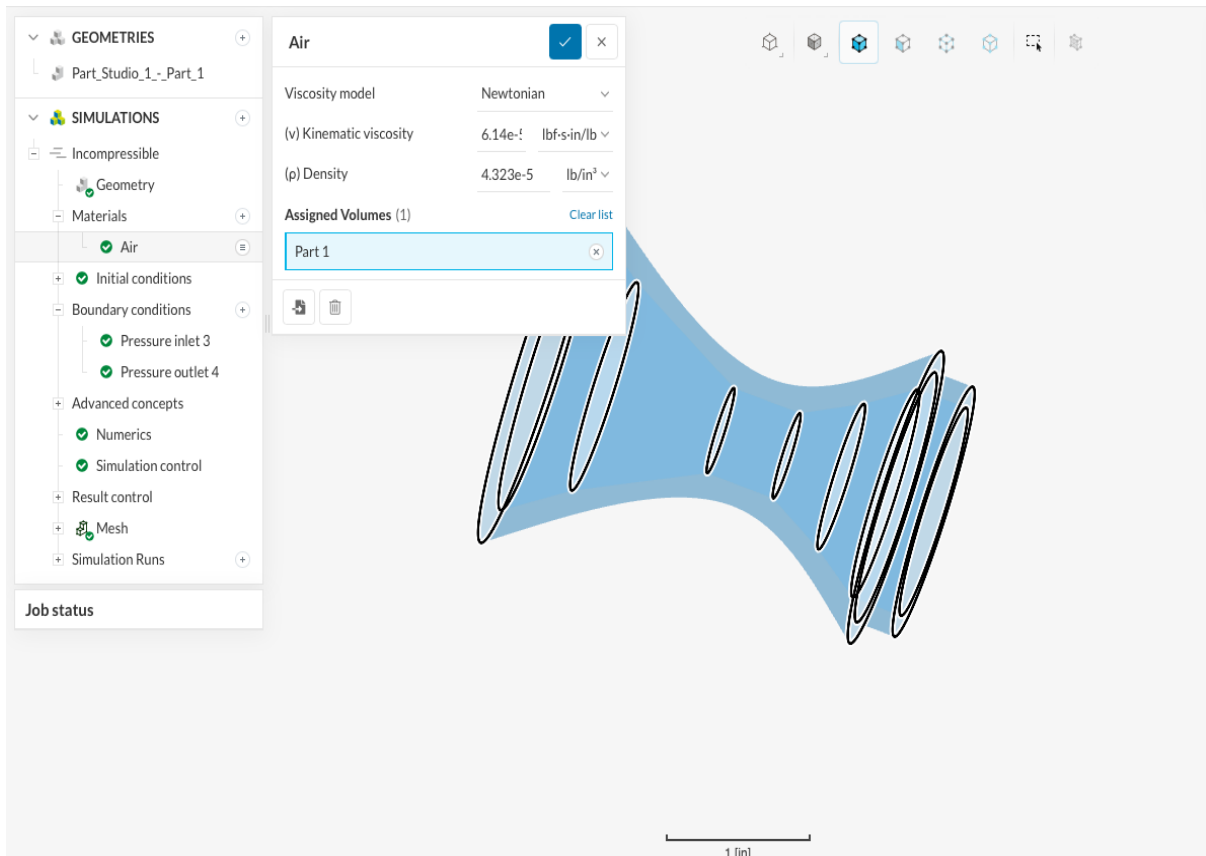 GEOMETRIES
Part_Studio_1_-_Part_1
SIMULATIONS
Incompressible
Geometry
Materials
Air
Initial conditions
Boundary conditions
Pressure inlet 3
Pressure outlet 4
Advanced concepts
Numerics
Simulation control
Result control
Mesh
Simulation Runs
Job status
Air
Viscosity model Newtonian
(v) Kinematic viscosity 6.14e-5 lbf-s-in/lb
(ρ) Density 4.323e-5 lb/in³
Assigned Volumes (1) Clear list
Part 1
1 [in]